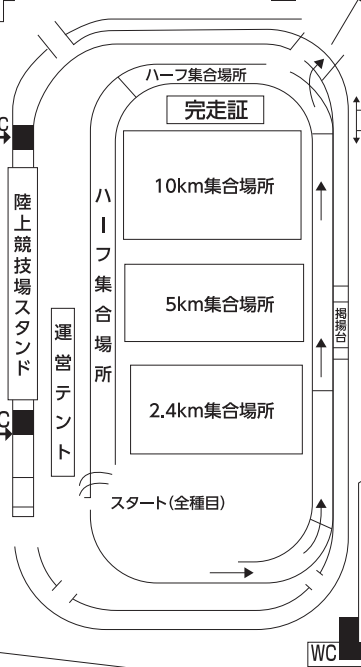 ハーフ集合場所
完走証
10km集合場所
ハーフ集合場所
陸上競技場スタンド
5km集合場所
掲揚台
運営テント
2.4km集合場所
スタート(全種目)
WC